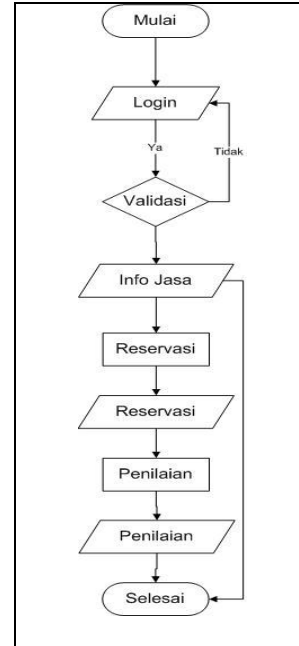 Mulai
Login
Ya
Tidak
Validasi
Info Jasa
Reservasi
Reservasi
Penilaian
Penilaian
Selesai